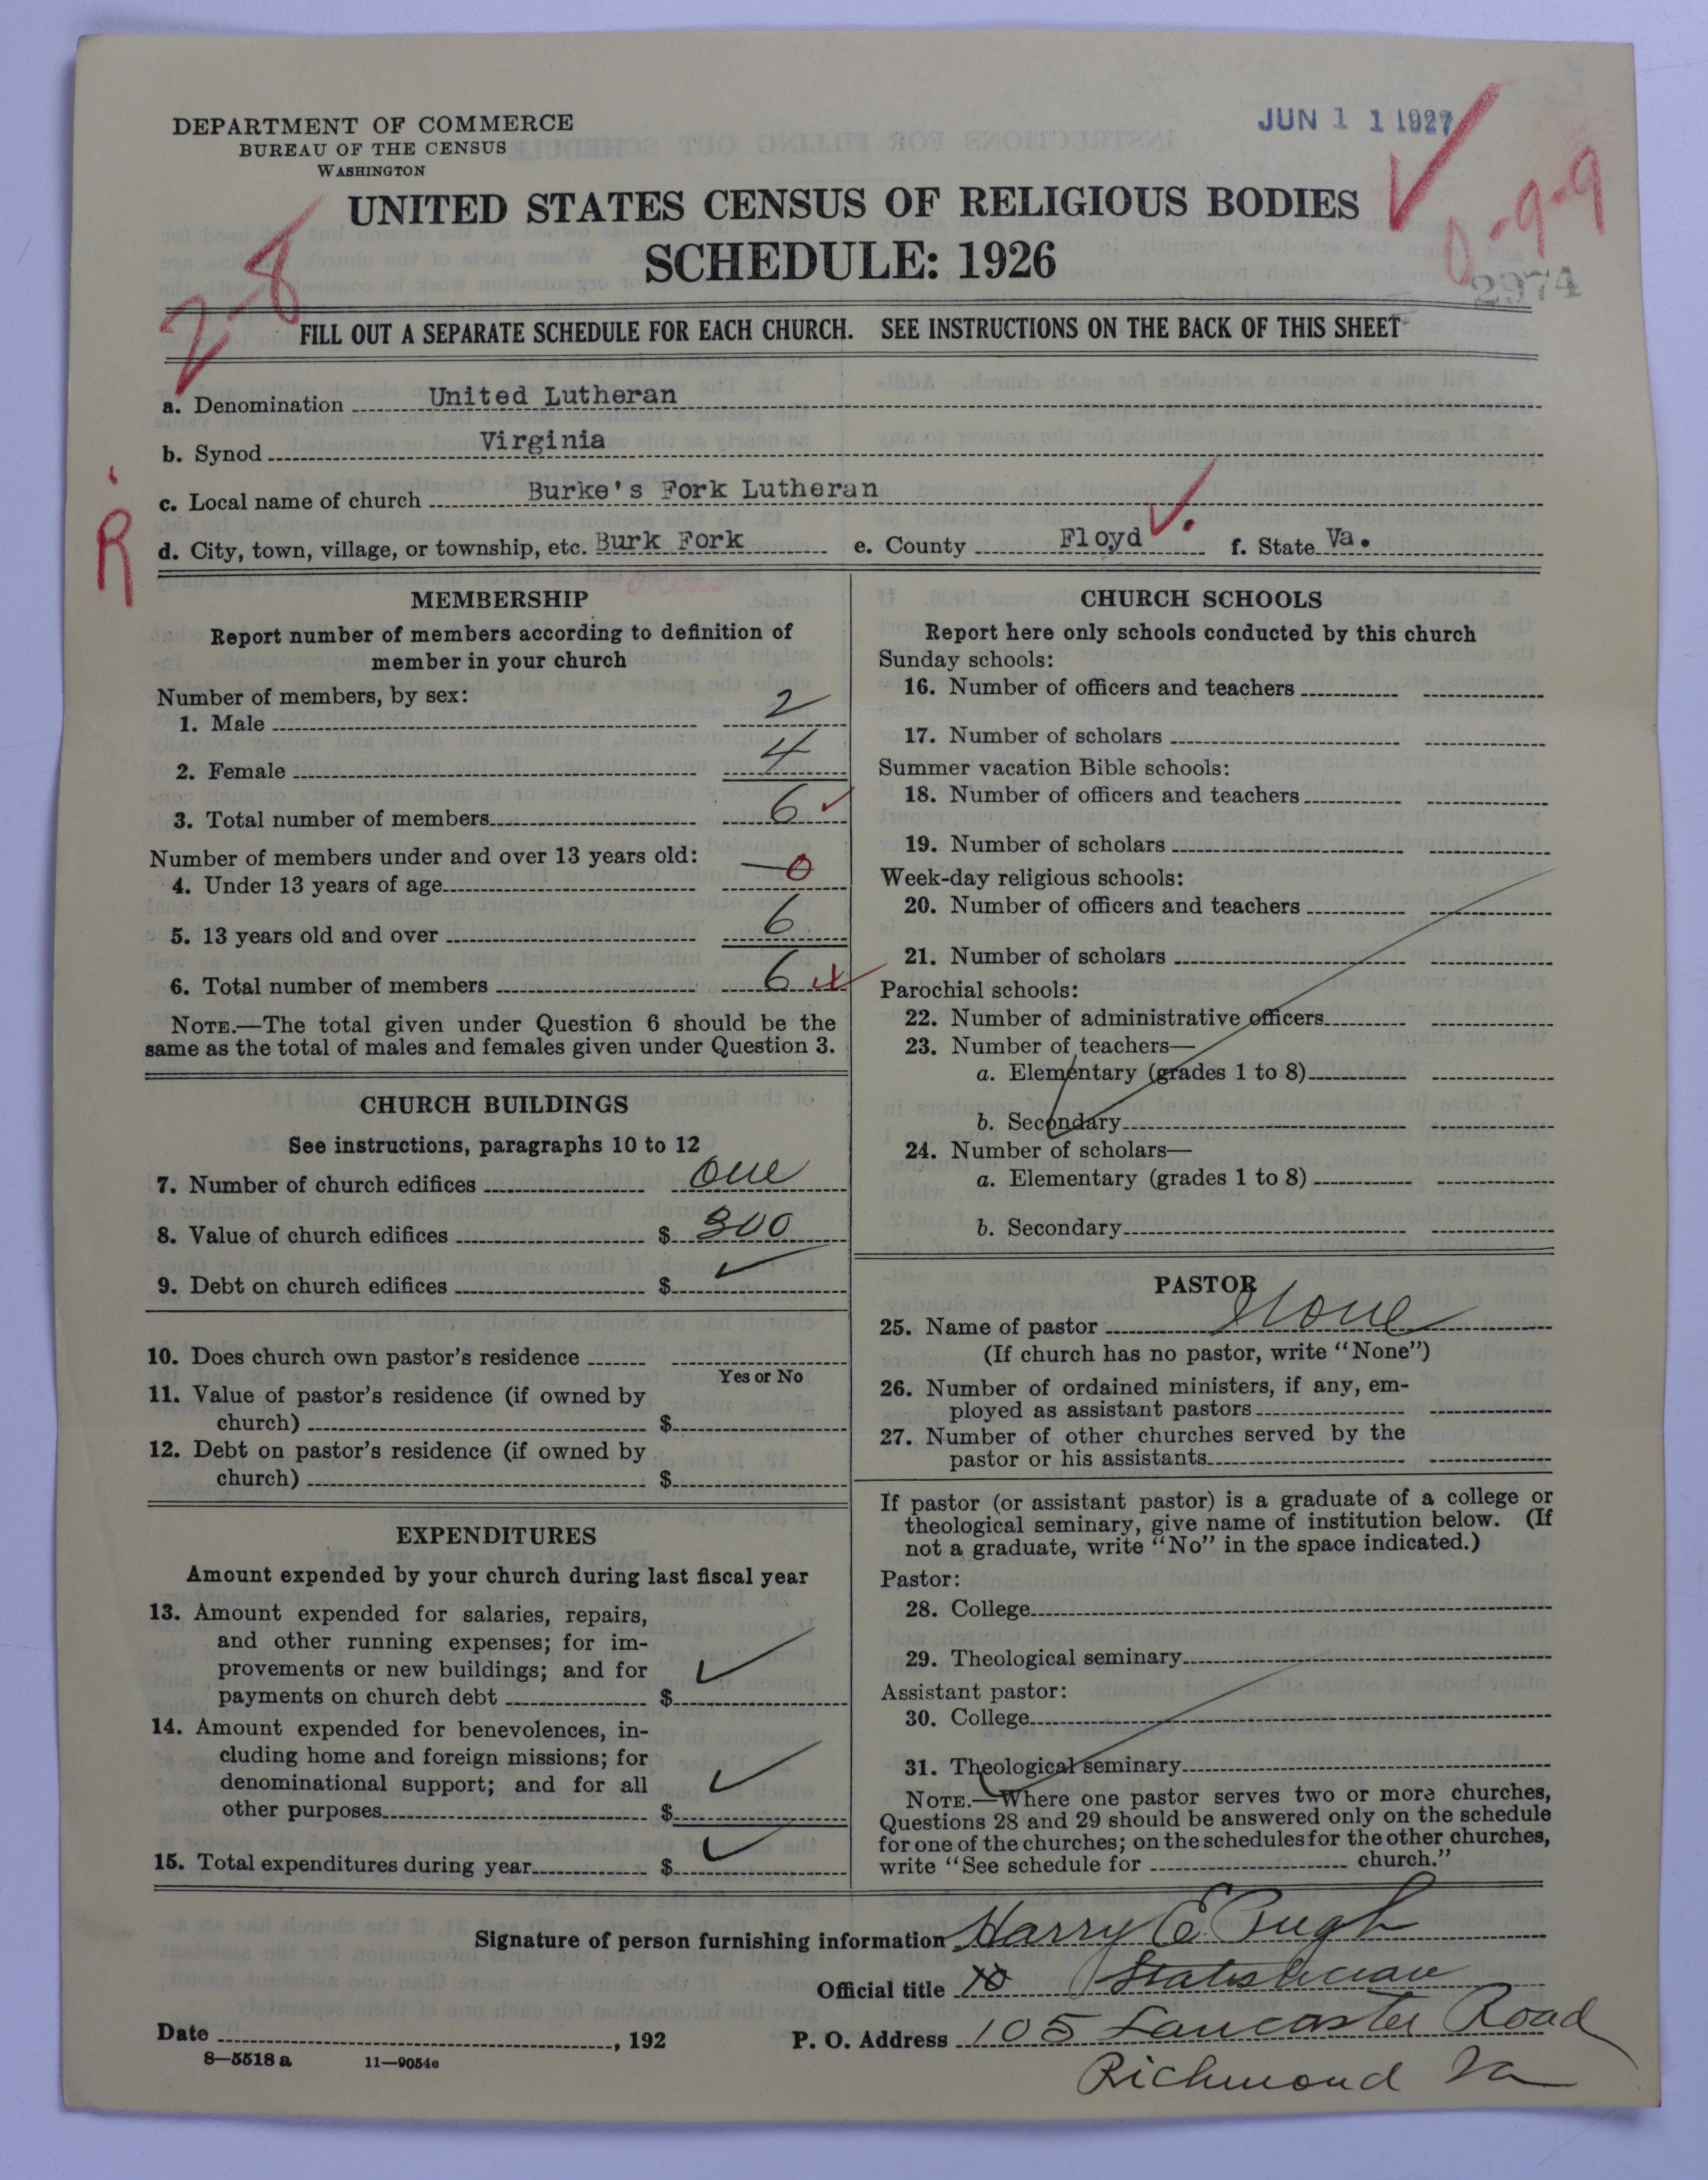 DEPARTMENT OF COMMERCE
BUREAU OF THE CENSUS
WASHINGTON
JUN 11 1927
UNITED STATES CENSUS OF RELIGIOUS BODIES
SCHEDULE: 1926
2-8
0-9-9
2974
FILL OUT A SEPARATE SCHEDULE FOR EACH CHURCH. SEE INSTRUCTIONS ON THE BACK OF THIS SHEET
a. Denomination United Lutheran
b. Synod Virginia
c. Local name of church Burke's Fork Lutheran
R
d. City, town, village, or township, etc. Burk Fork e. County Floyd f. State Va.
MEMBERSHIP
Report number of members according to definition of
member in your church
Number of members, by sex:
1. Male 2
2. Female 4
3. Total number of members 6
Number of members under and over 13 years old:
4. Under 13 years of age —0
5. 13 years old and over 6
6. Total number of members 6
NOTE.—The total given under Question 6 should be the
same as the total of males and females given under Question 3.
CHURCH BUILDINGS
See instructions, paragraphs 10 to 12
7. Number of church edifices one
8. Value of church edifices $ 300
9. Debt on church edifices $ ✓
10. Does church own pastor's residence
Yes or No
11. Value of pastor's residence (if owned by
church) $
12. Debt on pastor's residence (if owned by
church) $
EXPENDITURES
Amount expended by your church during last fiscal year
13. Amount expended for salaries, repairs,
and other running expenses; for im-
provements or new buildings; and for
payments on church debt $ ✓
14. Amount expended for benevolences, in-
cluding home and foreign missions; for
denominational support; and for all
other purposes $ ✓
15. Total expenditures during year $ ✓
CHURCH SCHOOLS
Report here only schools conducted by this church
Sunday schools:
16. Number of officers and teachers
17. Number of scholars
Summer vacation Bible schools:
18. Number of officers and teachers
19. Number of scholars
Week-day religious schools:
20. Number of officers and teachers
21. Number of scholars
Parochial schools:
22. Number of administrative officers
23. Number of teachers—
a. Elementary (grades 1 to 8)
b. Secondary
24. Number of scholars—
a. Elementary (grades 1 to 8)
b. Secondary
PASTOR
25. Name of pastor None
(If church has no pastor, write "None")
26. Number of ordained ministers, if any, em-
ployed as assistant pastors
27. Number of other churches served by the
pastor or his assistants
If pastor (or assistant pastor) is a graduate of a college or
theological seminary, give name of institution below. (If
not a graduate, write "No" in the space indicated.)
Pastor:
28. College
29. Theological seminary
Assistant pastor:
30. College
31. Theological seminary
NOTE.—Where one pastor serves two or more churches,
Questions 28 and 29 should be answered only on the schedule
for one of the churches; on the schedules for the other churches,
write "See schedule for church."
Signature of person furnishing information Harry E Pugh
Official title Statistician
Date , 192
P. O. Address 105 Lancaster Road
Richmond Va
8—5518 a 11—9054c